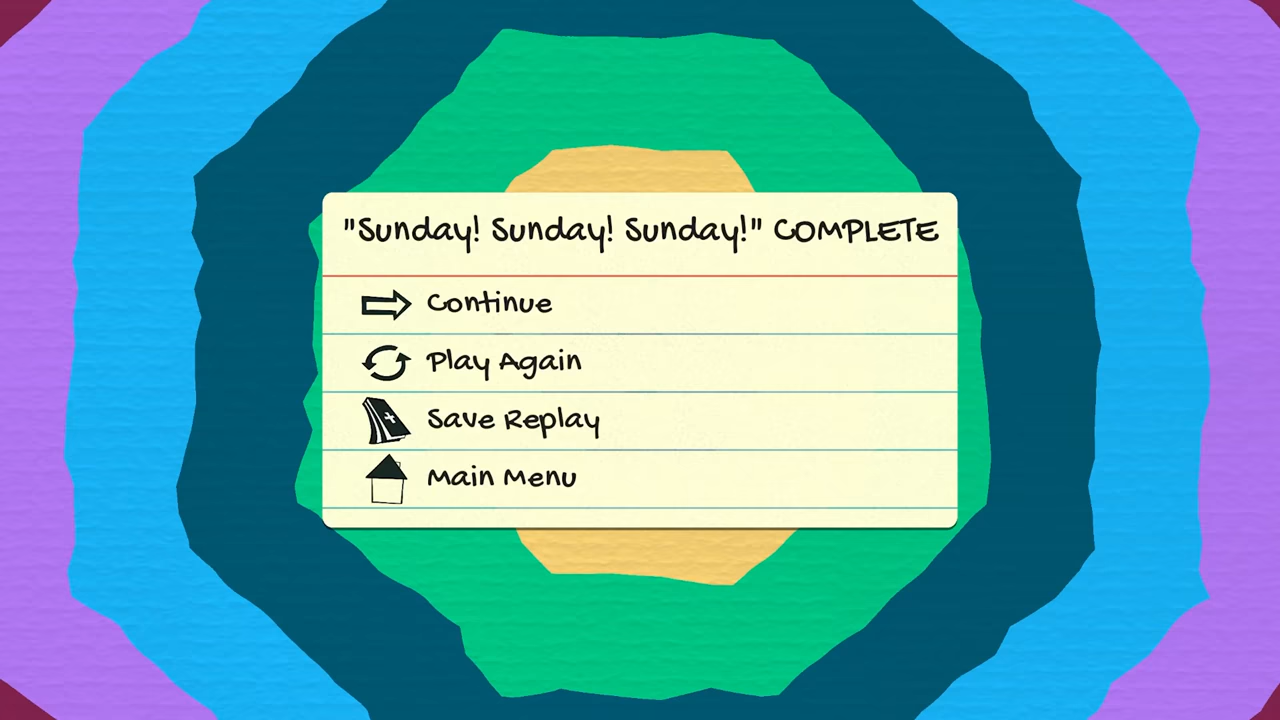 "Sunday! Sunday! Sunday!" COMPLETE
Continue
Play Again
Save Replay
Main Menu